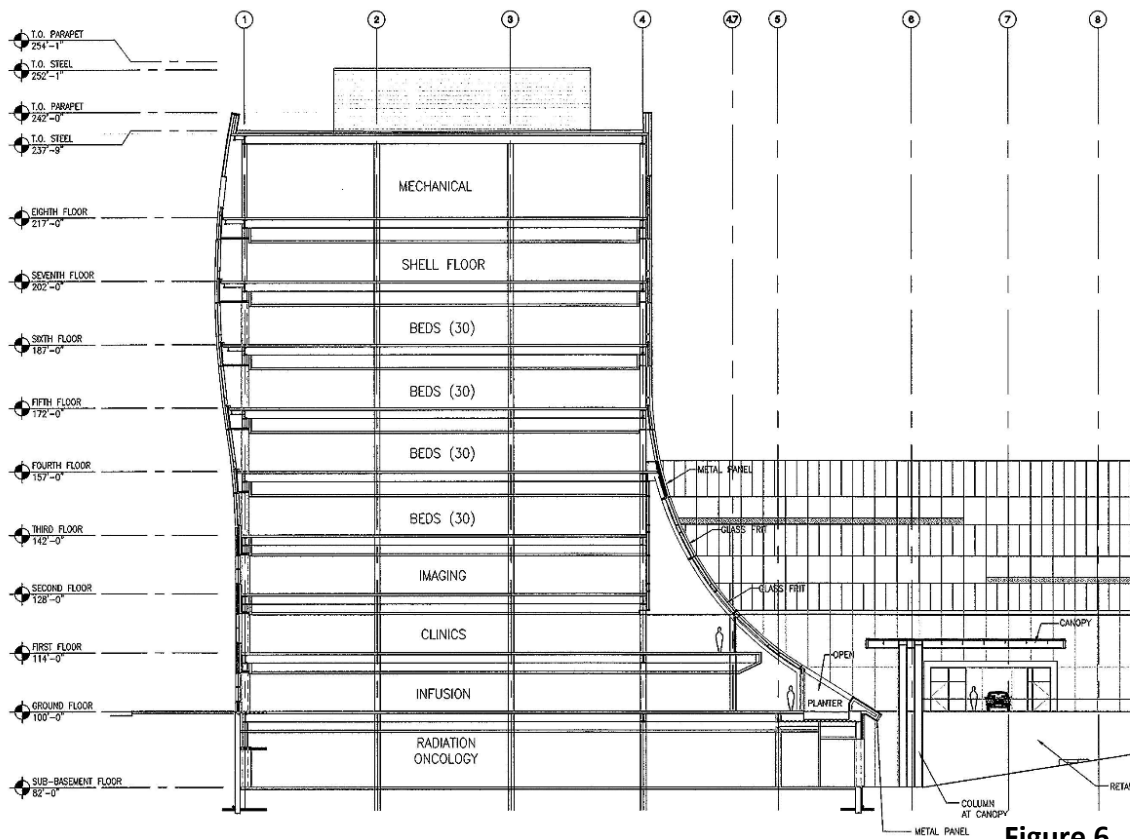 1 2 3 4 4.7 5 6 7 8
T.O. PARAPET
254'-1"
T.O. STEEL
252'-1"
T.O. PARAPET
242'-0"
T.O. STEEL
237'-9"
MECHANICAL
EIGHTH FLOOR
217'-0"
SHELL FLOOR
SEVENTH FLOOR
202'-0"
BEDS (30)
SIXTH FLOOR
187'-0"
BEDS (30)
FIFTH FLOOR
172'-0"
BEDS (30)
FOURTH FLOOR
157'-0"
METAL PANEL
BEDS (30)
GLASS FRIT
THIRD FLOOR
142'-0"
IMAGING
GLASS FRIT
SECOND FLOOR
128'-0"
CLINICS
CANOPY
FIRST FLOOR
114'-0"
OPEN
INFUSION
PLANTER
GROUND FLOOR
100'-0"
RADIATION
ONCOLOGY
SUB-BASEMENT FLOOR
82'-0"
RETA
COLUMN
AT CANOPY
METAL PANEL
Figure 6